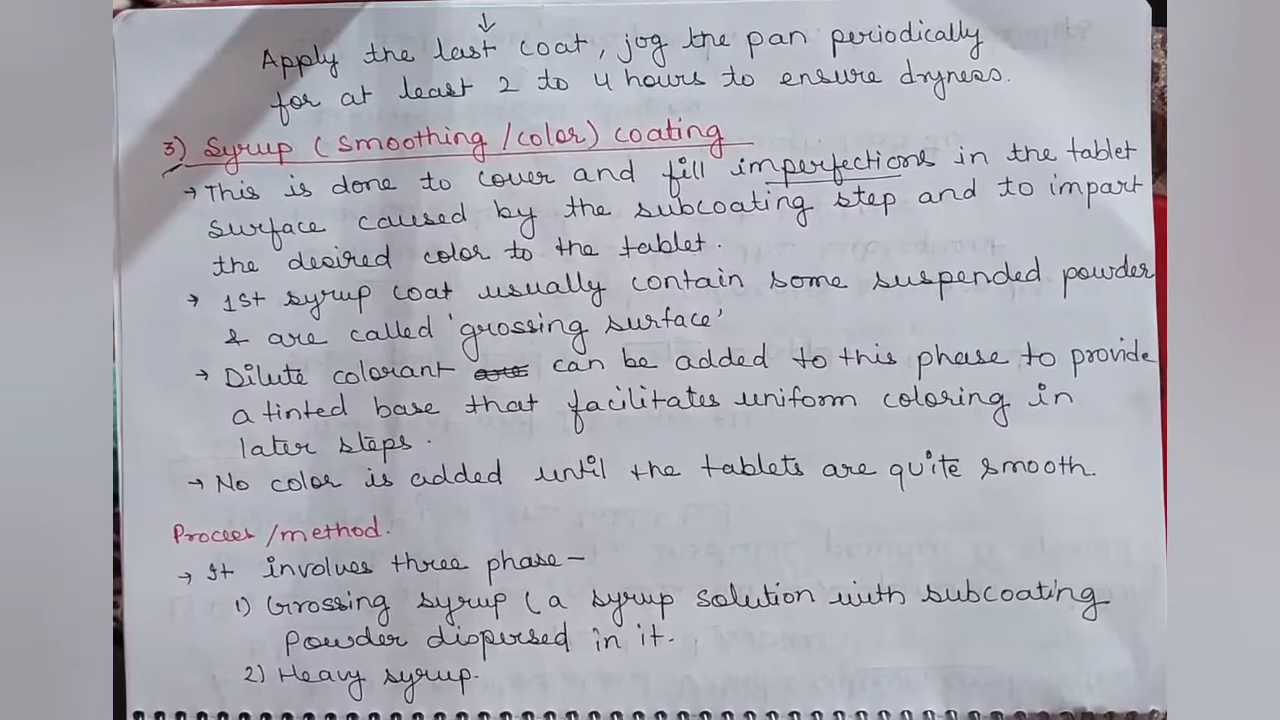 ↓
Apply the last coat, jog the pan periodically
for at least 2 to 4 hours to ensure dryness.
3) Syrup (smoothing /color) coating
→ This is done to cover and fill imperfections in the tablet
surface caused by the subcoating step and to impart
the desired color to the tablet.
→ 1st syrup coat usually contain some suspended powder
& are called 'grossing surface'
→ Dilute colorant can be added to this phase to provide
a tinted base that facilitates uniform coloring in
later steps.
→ No color is added until the tablets are quite smooth.
Process /method.
→ It involves three phase –
1) Grossing syrup (a syrup solution with subcoating
powder dispersed in it.
2) Heavy syrup.